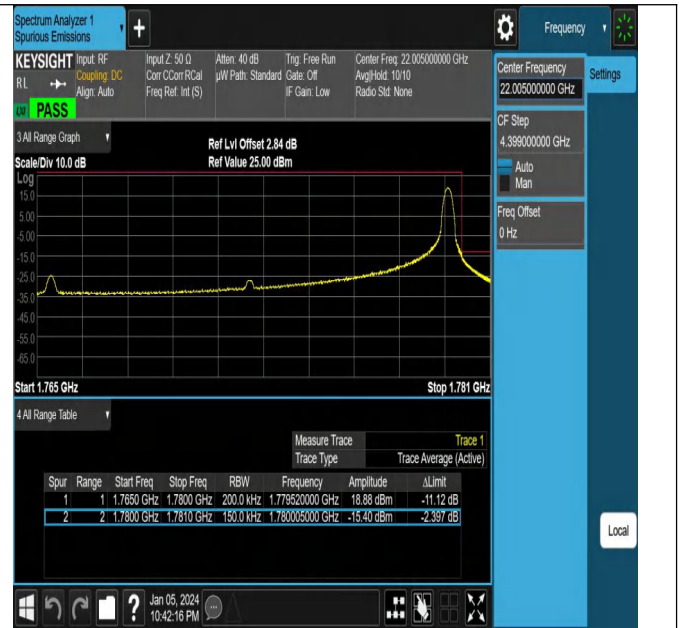 Spectrum Analyzer 1
Spurious Emissions
+
Frequency
KEYSIGHT Input: RF Input Z: 50 Ω Atten: 40 dB Trig: Free Run Center Freq: 22.005000000 GHz
RL Coupling: DC Corr CCorr RCal µW Path: Standard Gate: Off Avg|Hold: 10/10
Align: Auto Freq Ref: Int (S) IF Gain: Low Radio Std: None
LXI PASS
Center Frequency
22.005000000 GHz
Settings
CF Step
4.399000000 GHz
Auto
Man
Freq Offset
0 Hz
3 All Range Graph
Ref Lvl Offset 2.84 dB
Scale/Div 10.0 dB Ref Value 25.00 dBm
Log
15.0
5.00
-5.00
-15.0
-25.0
-35.0
-45.0
-55.0
-65.0
Start 1.765 GHz Stop 1.781 GHz
4 All Range Table
Measure Trace Trace 1
Trace Type Trace Average (Active)
Spur Range Start Freq Stop Freq RBW Frequency Amplitude ΔLimit
1 1 1.7650 GHz 1.7800 GHz 200.0 kHz 1.779520000 GHz 18.88 dBm -11.12 dB
2 2 1.7800 GHz 1.7810 GHz 150.0 kHz 1.780005000 GHz -15.40 dBm -2.397 dB
Local
? Jan 05, 2024
10:42:16 PM